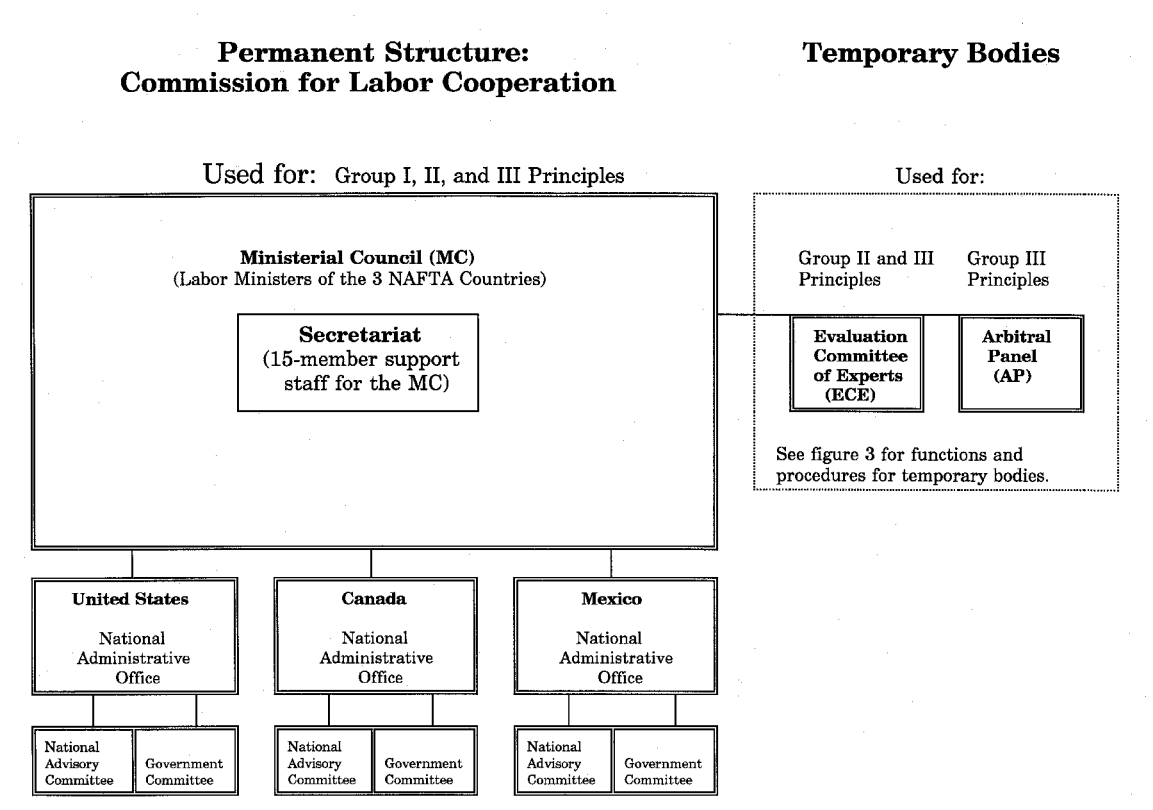 Permanent Structure:
Commission for Labor Cooperation
Temporary Bodies
Used for: Group I, II, and III Principles
Ministerial Council (MC)
(Labor Ministers of the 3 NAFTA Countries)
Secretariat
(15-member support
staff for the MC)
Used for:
Group II and III
Principles
Group III
Principles
Evaluation
Committee
of Experts
(ECE)
Arbitral
Panel
(AP)
See figure 3 for functions and
procedures for temporary bodies.
United States
National
Administrative
Office
Canada
National
Administrative
Office
Mexico
National
Administrative
Office
National
Advisory
Committee
Government
Committee
National
Advisory
Committee
Government
Committee
National
Advisory
Committee
Government
Committee